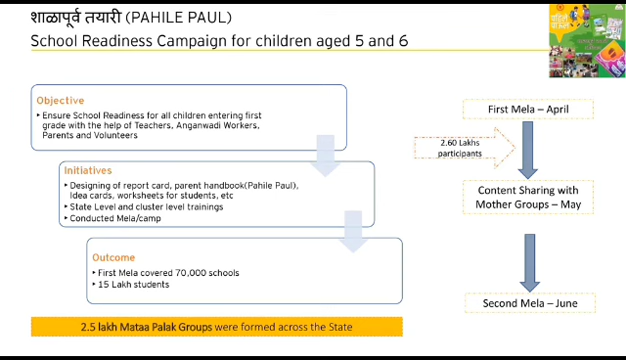 शाळापूर्व तयारी (PAHILE PAUL)
School Readiness Campaign for children aged 5 and 6
Objective
‣ Ensure School Readiness for all children entering first
grade with the help of Teachers, Anganwadi Workers,
Parents and Volunteers
Initiatives
‣ Designing of report card, parent handbook(Pahile Paul),
Idea cards, worksheets for students, etc
‣ State Level and cluster level trainings
‣ Conducted Mela/camp
Outcome
‣ First Mela covered 70,000 schools
‣ 15 Lakh students
2.5 lakh Mataa Palak Groups were formed across the State
First Mela – April
2.60 Lakhs
participants
Content Sharing with
Mother Groups – May
Second Mela – June